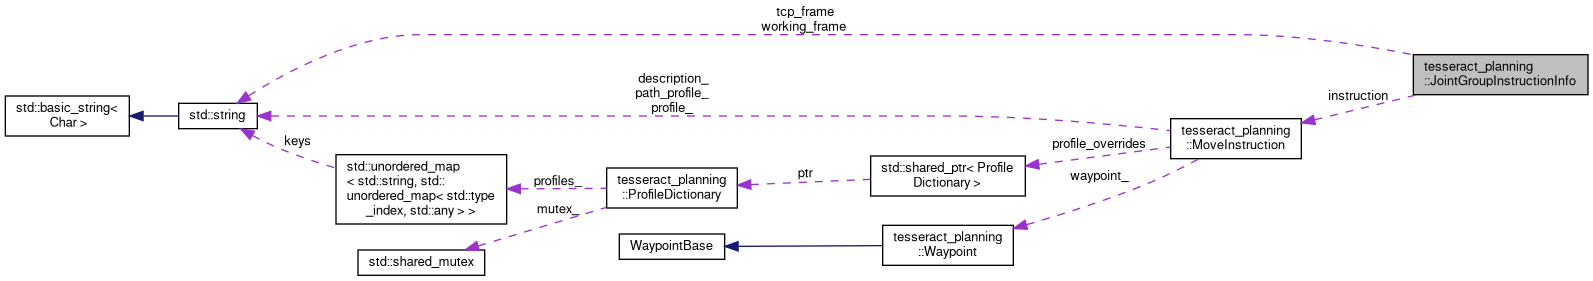 tcp_frame
working_frame
tesseract_planning
::JointGroupInstructionInfo
description_
path_profile_
profile_
instruction
std::basic_string<
Char >
std::string
keys
tesseract_planning
::MoveInstruction
profile_overrides
std::unordered_map
< std::string, std::
unordered_map< std::type
_index, std::any > >
profiles_
tesseract_planning
::ProfileDictionary
ptr
std::shared_ptr< Profile
Dictionary >
waypoint_
mutex_
std::shared_mutex
WaypointBase
tesseract_planning
::Waypoint